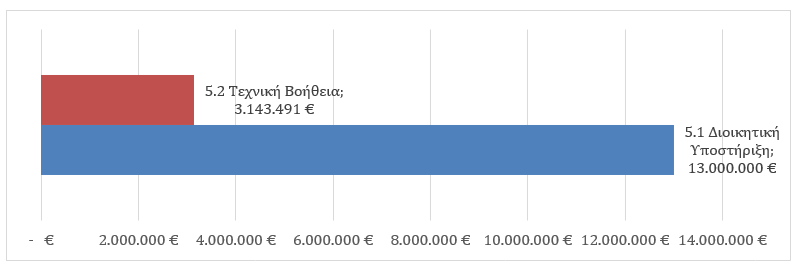 5.2 Τεχνική Βοήθεια;
3.143.491 €
5.1 Διοικητική
Υποστήριξη;
13.000.000 €
- € 2.000.000 € 4.000.000 € 6.000.000 € 8.000.000 € 10.000.000 € 12.000.000 € 14.000.000 €